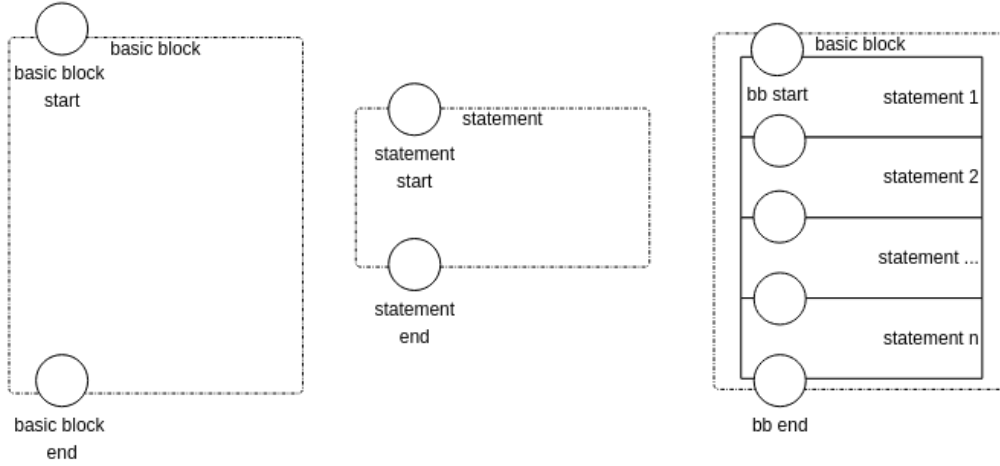 basic block
basic block
start
basic block
end
statement
statement
start
statement
end
basic block
bb start
statement 1
statement 2
statement ...
statement n
bb end